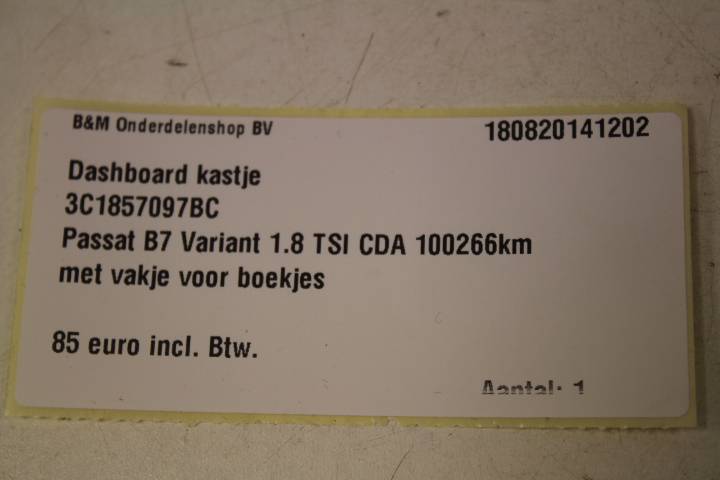 B&M Onderdelenshop BV 180820141202
Dashboard kastje
3C1857097BC
Passat B7 Variant 1.8 TSI CDA 100266km
met vakje voor boekjes
85 euro incl. Btw.
Aantal: 1